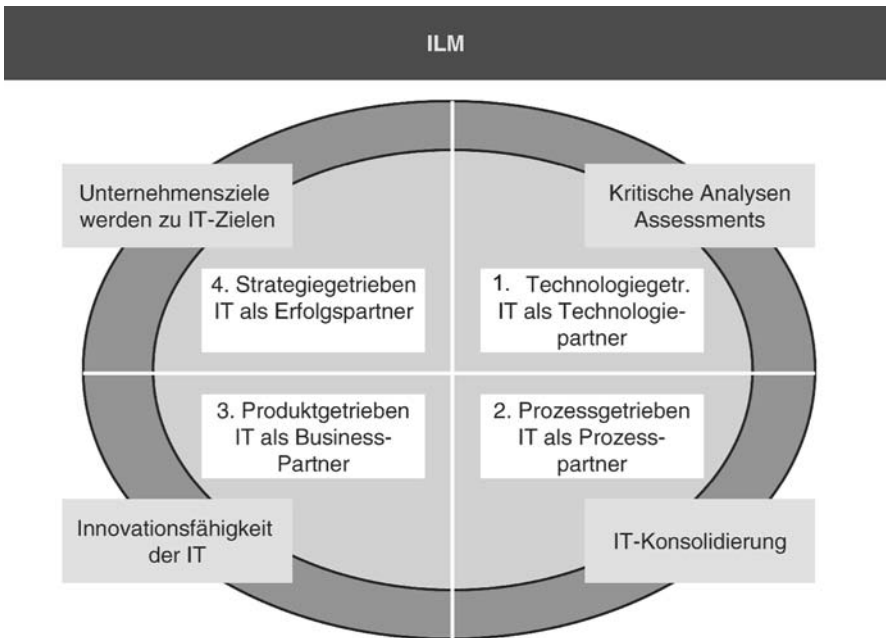 ILM
Unternehmensziele
werden zu IT-Zielen
Kritische Analysen
Assessments
4. Strategiegetrieben
IT als Erfolgspartner
1. Technologiegetr.
IT als Technologie-
partner
3. Produktgetrieben
IT als Business-
Partner
2. Prozessgetrieben
IT als Prozess-
partner
Innovationsfähigkeit
der IT
IT-Konsolidierung